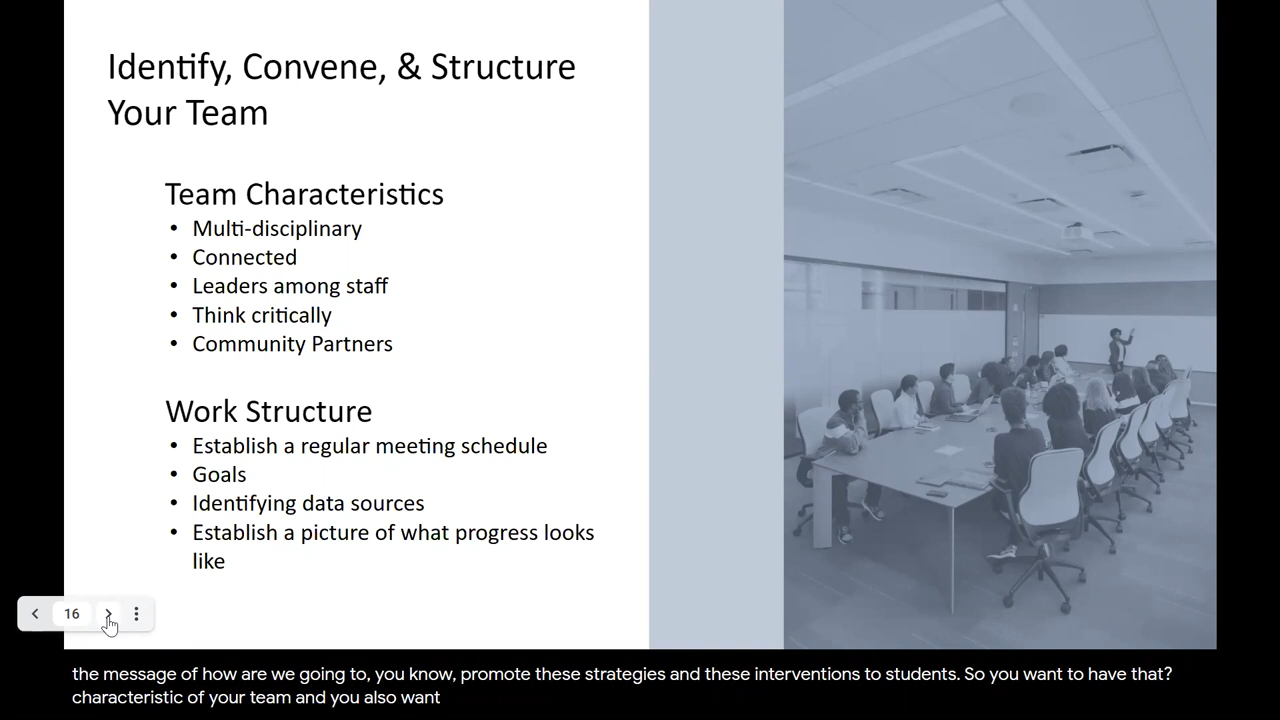 Identify, Convene, & Structure
Your Team
Team Characteristics
• Multi-disciplinary
• Connected
• Leaders among staff
• Think critically
• Community Partners
Work Structure
• Establish a regular meeting schedule
• Goals
• Identifying data sources
• Establish a picture of what progress looks
like
16
the message of how are we going to, you know, promote these strategies and these interventions to students. So you want to have that?
characteristic of your team and you also want